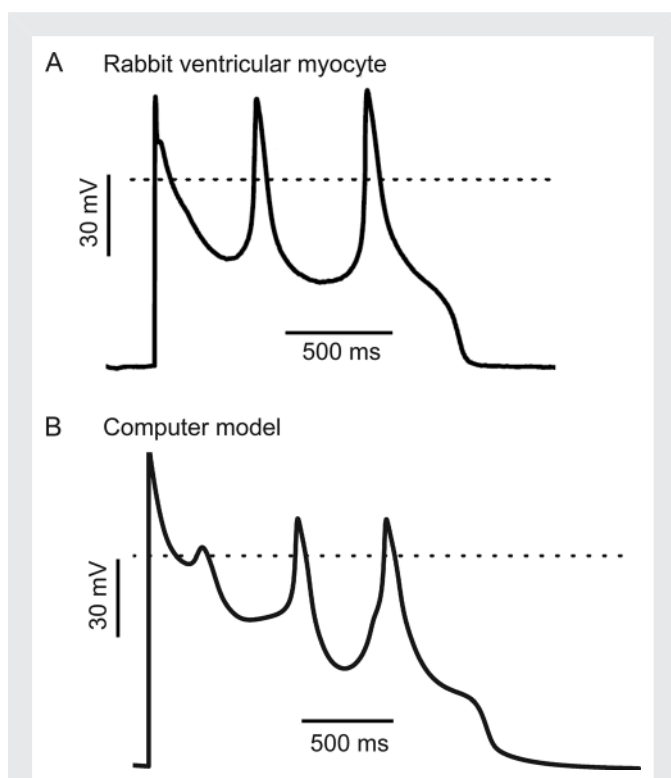 A Rabbit ventricular myocyte
30 mV
500 ms
B Computer model
30 mV
500 ms